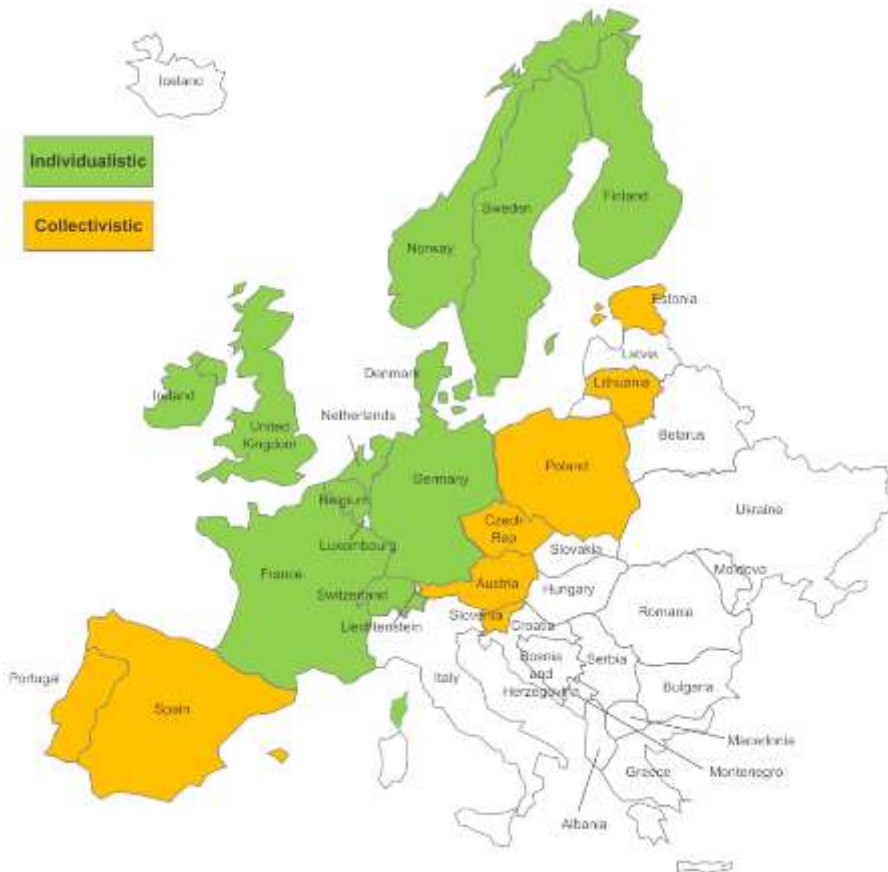 Iceland
Individualistic
Collectivistic
Norway
Sweden
Finland
Estonia
Latvia
Lithuania
Denmark
Ireland
United
Kingdom
Netherlands
Belarus
Poland
Germany
Belgium
Luxembourg
Czech
Rep
Ukraine
Slovakia
France
Switzerland
Austria
Hungary
Moldova
Liechtenstein
Slovenia
Croatia
Romania
Portugal
Spain
Italy
Bosnia
and
Herzegovina
Serbia
Bulgaria
Macedonia
Montenegro
Greece
Albania